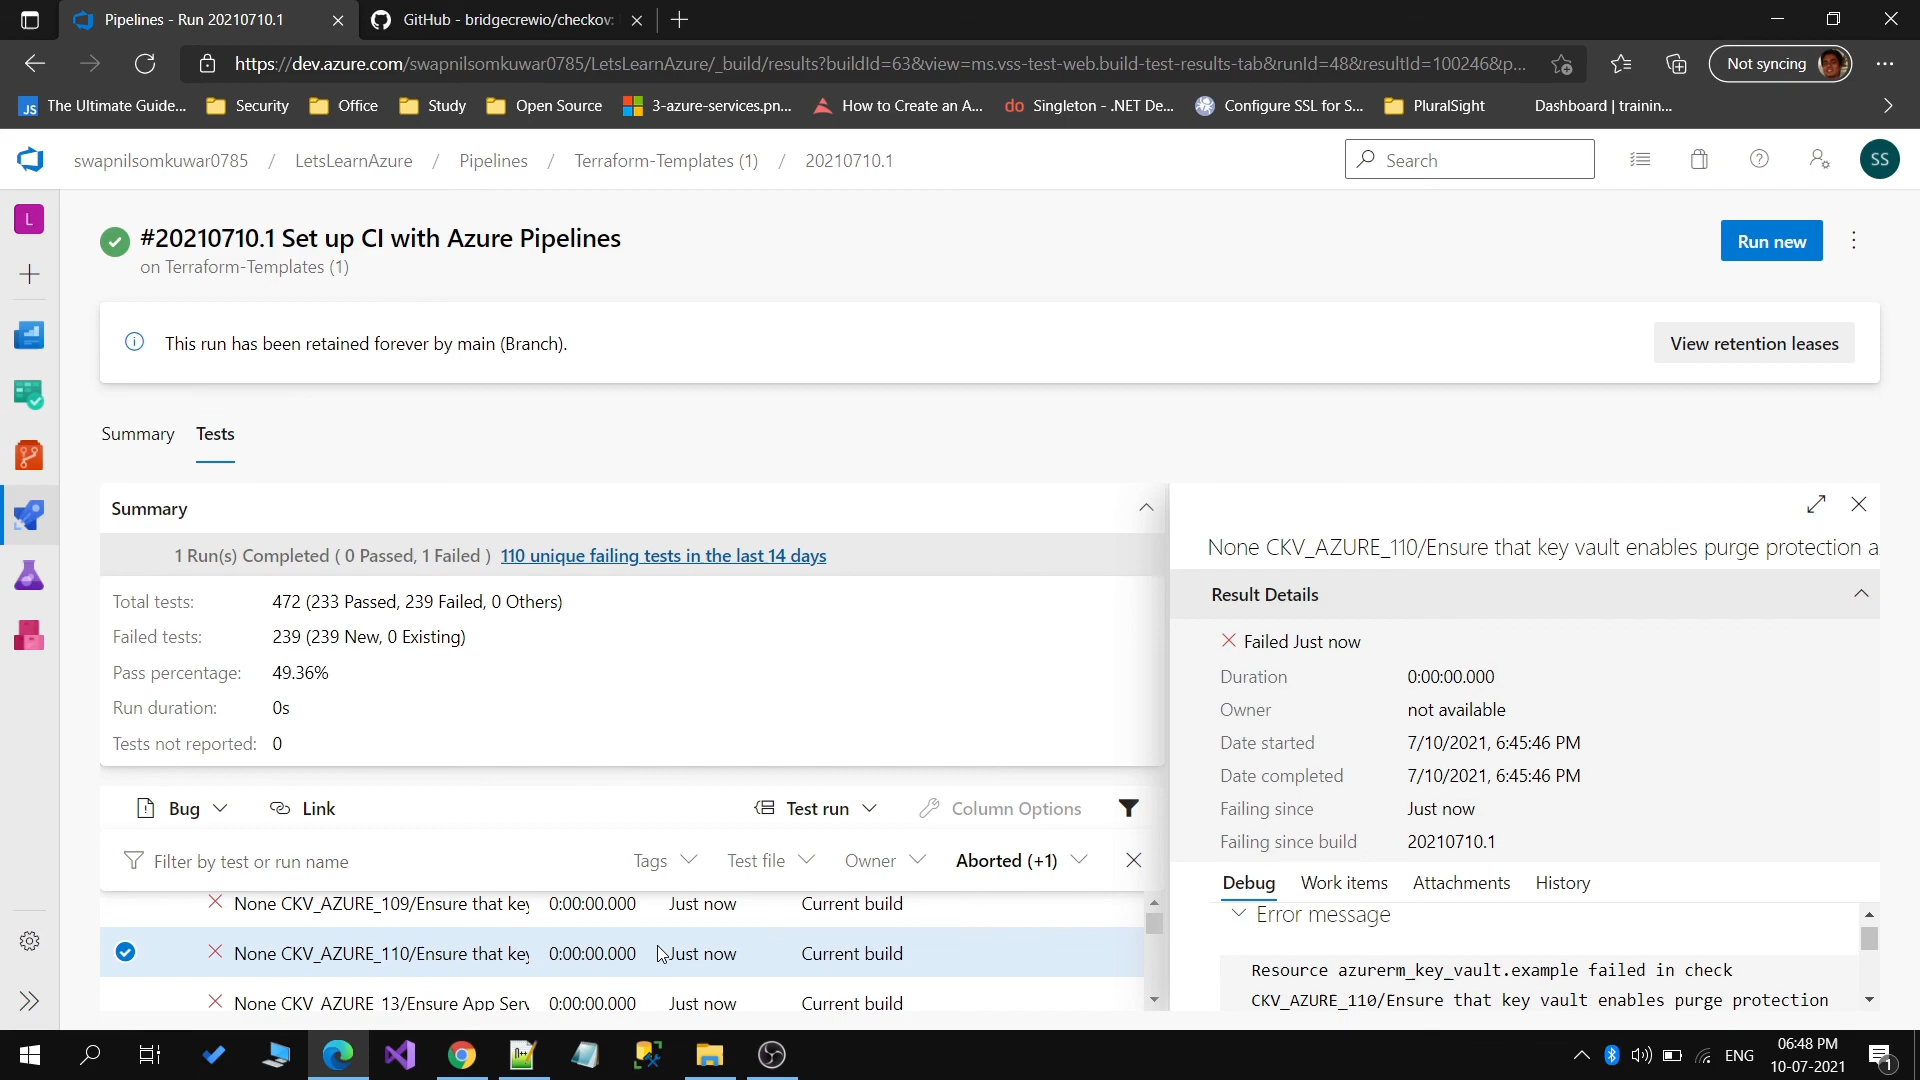 Pipelines - Run 20210710.1
GitHub - bridgecrewio/checkov:
https://dev.azure.com/swapnilsomkuwar0785/LetsLearnAzure/_build/results?buildId=63&view=ms.vss-test-web.build-test-results-tab&runId=48&resultId=100246&p...
Not syncing
JS The Ultimate Guide...
Security
Office
Study
Open Source
3-azure-services.pn...
How to Create an A...
do Singleton - .NET De...
Configure SSL for S...
PluralSight
Dashboard | trainin...
swapnilsomkuwar0785 / LetsLearnAzure / Pipelines / Terraform-Templates (1) / 20210710.1
Search
SS
L
#20210710.1 Set up CI with Azure Pipelines
on Terraform-Templates (1)
Run new
This run has been retained forever by main (Branch).
View retention leases
Summary Tests
Summary
1 Run(s) Completed ( 0 Passed, 1 Failed ) 110 unique failing tests in the last 14 days
Total tests: 472 (233 Passed, 239 Failed, 0 Others)
Failed tests: 239 (239 New, 0 Existing)
Pass percentage: 49.36%
Run duration: 0s
Tests not reported: 0
Bug Link Test run Column Options
Filter by test or run name Tags Test file Owner Aborted (+1)
None CKV_AZURE_109/Ensure that key 0:00:00.000 Just now Current build
None CKV_AZURE_110/Ensure that key 0:00:00.000 Just now Current build
None CKV_AZURE_13/Ensure App Serv 0:00:00.000 Just now Current build
None CKV_AZURE_110/Ensure that key vault enables purge protection a
Result Details
Failed Just now
Duration 0:00:00.000
Owner not available
Date started 7/10/2021, 6:45:46 PM
Date completed 7/10/2021, 6:45:46 PM
Failing since Just now
Failing since build 20210710.1
Debug Work items Attachments History
Error message
Resource azurerm_key_vault.example failed in check
CKV_AZURE_110/Ensure that key vault enables purge protection
ENG
06:48 PM
10-07-2021
1